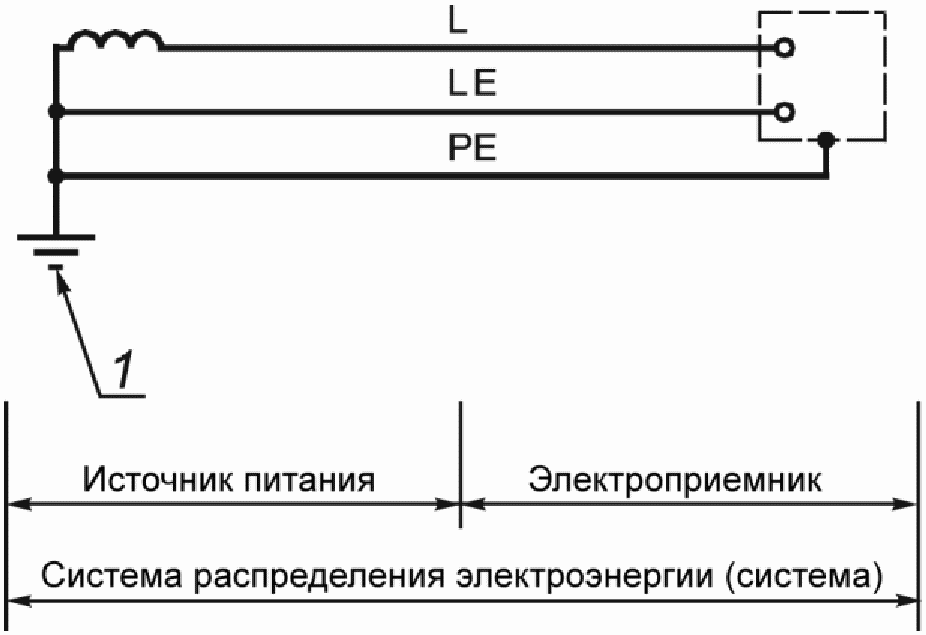 L
LE
PE
1
Источник питания
Электроприемник
Система распределения электроэнергии (система)